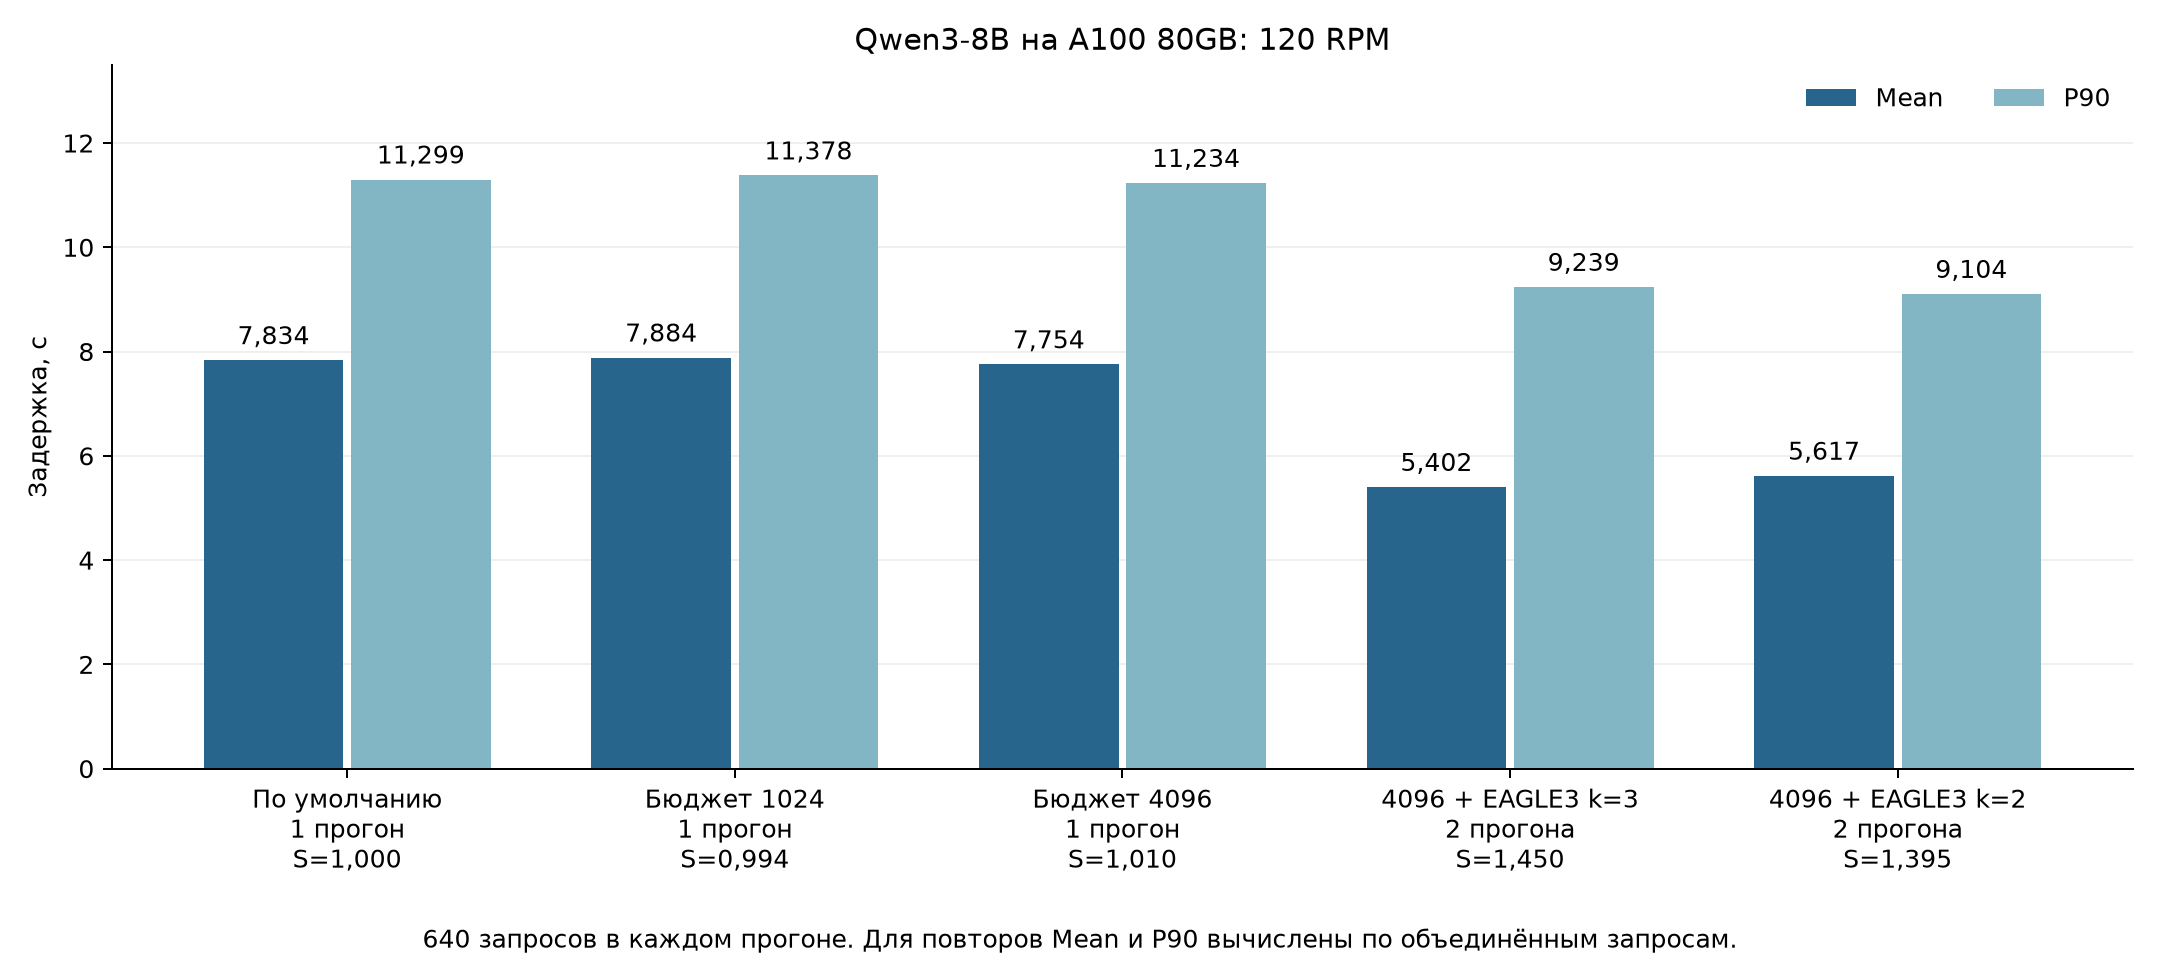 Qwen3-8B на A100 80GB: 120 RPM
Mean
P90
Задержка, с
12
10
8
6
4
2
0
7,834
11,299
7,884
11,378
7,754
11,234
5,402
9,239
5,617
9,104
По умолчанию
1 прогон
S=1,000
Бюджет 1024
1 прогон
S=0,994
Бюджет 4096
1 прогон
S=1,010
4096 + EAGLE3 k=3
2 прогона
S=1,450
4096 + EAGLE3 k=2
2 прогона
S=1,395
640 запросов в каждом прогоне. Для повторов Mean и P90 вычислены по объединённым запросам.